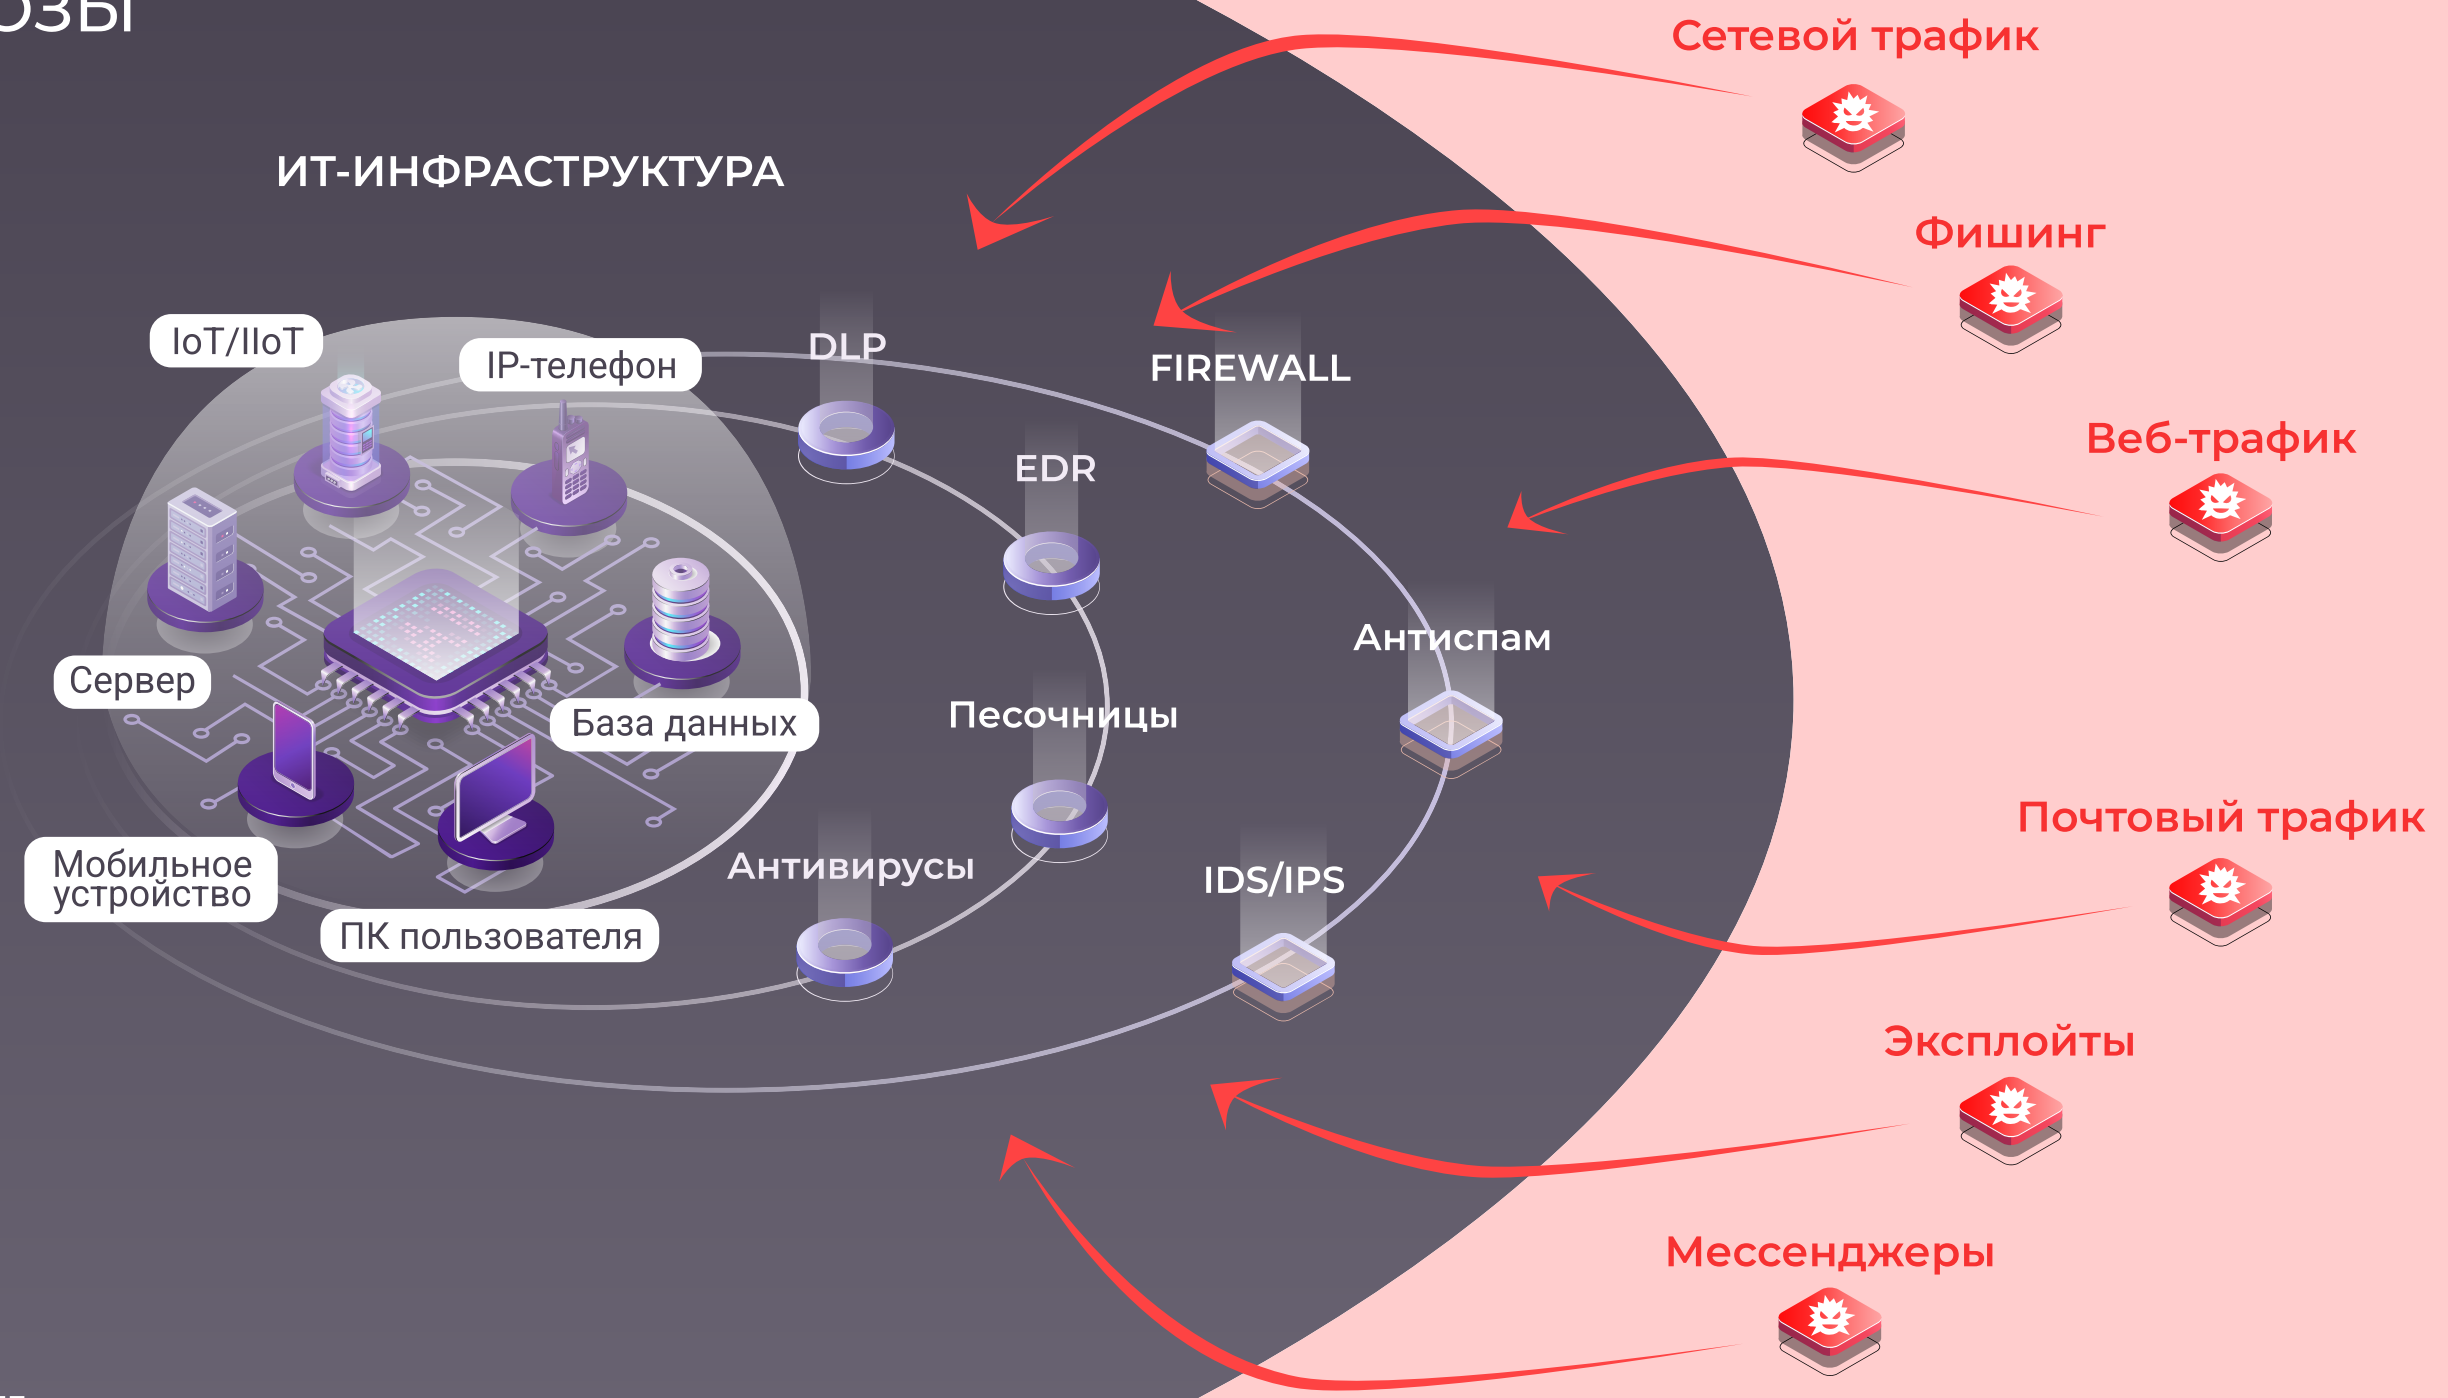 ОЗЫ
Сетевой трафик
ИТ-ИНФРАСТРУКТУРА
Фишинг
IoT/IIoT
IP-телефон
DLP
FIREWALL
EDR
Веб-трафик
Антиспам
Сервер
База данных
Песочницы
Почтовый трафик
Мобильное
устройство
Антивирусы
IDS/IPS
ПК пользователя
Эксплойты
Мессенджеры